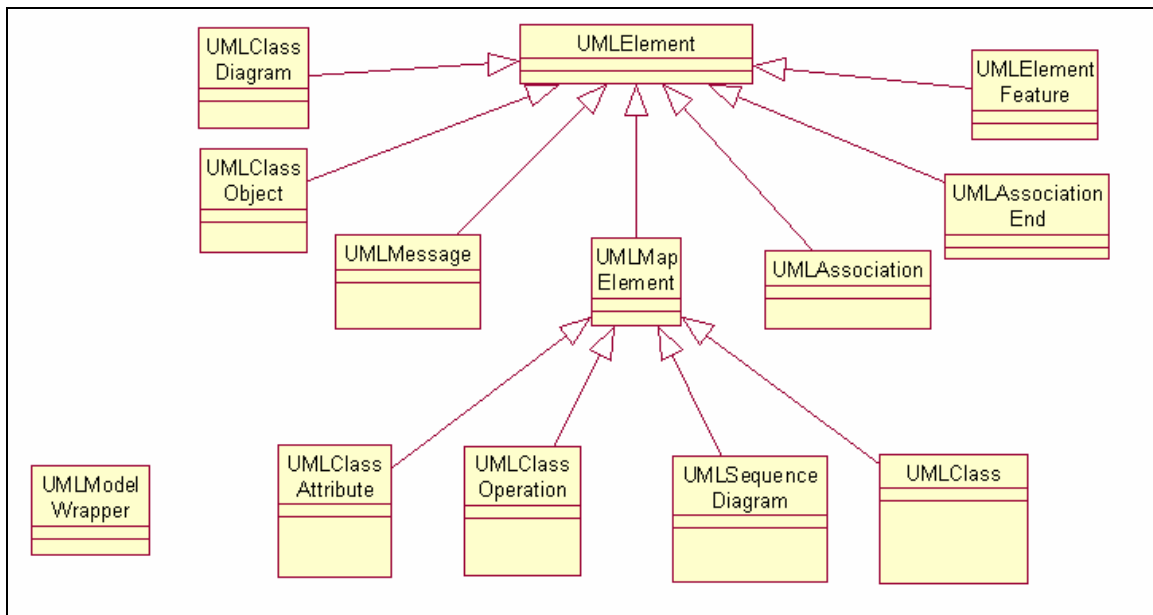 UMLClass
Diagram
UMLElement
UMLElement
Feature
UMLClass
Object
UMLAssociation
End
UMLMessage
UMLMap
Element
UMLAssociation
UMLClass
Attribute
UMLClass
Operation
UMLSequence
Diagram
UMLClass
UMLModel
Wrapper